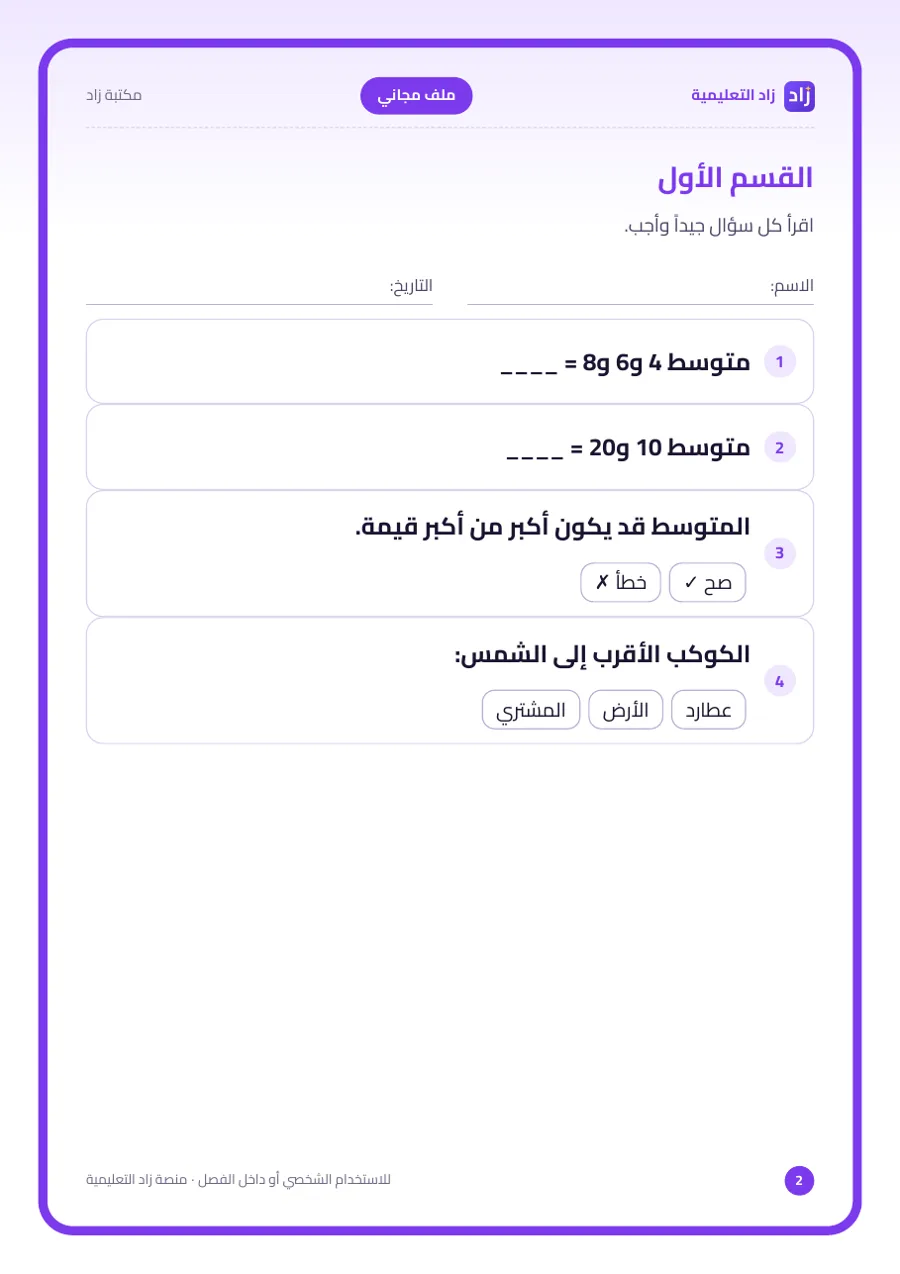 زاد زاد التعليمية
ملف مجاني
مكتبة زاد
القسم الأول
اقرأ كل سؤال جيداً وأجب.
الاسم:
التاريخ:
1 متوسط 4 و6 و8 = ____
2 متوسط 10 و20 = ____
3 المتوسط قد يكون أكبر من أكبر قيمة.
صح ✓ خطأ ✗
4 الكوكب الأقرب إلى الشمس:
عطارد الأرض المشتري
2 للاستخدام الشخصي أو داخل الفصل · منصة زاد التعليمية